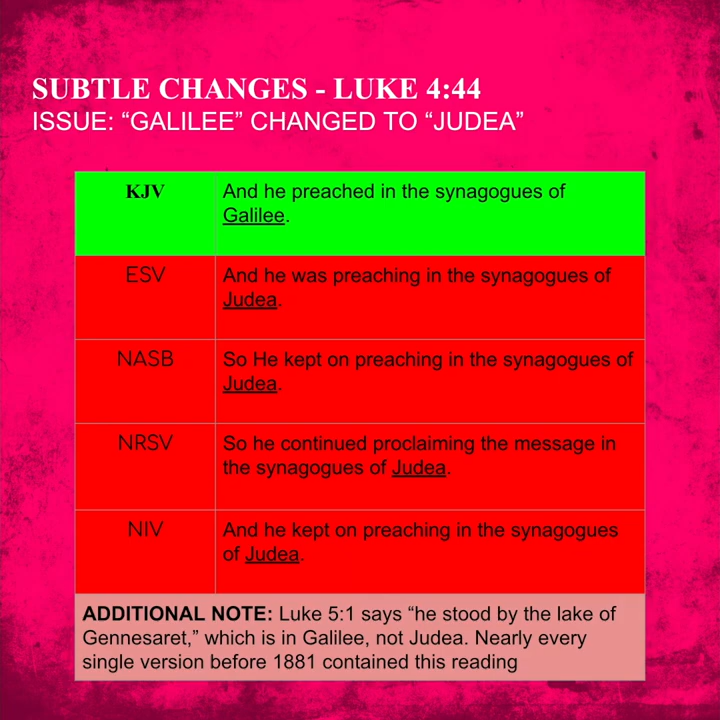 SUBTLE CHANGES - LUKE 4:44
ISSUE: “GALILEE” CHANGED TO “JUDEA”
KJV
And he preached in the synagogues of
Galilee.
ESV
And he was preaching in the synagogues of
Judea.
NASB
So He kept on preaching in the synagogues of
Judea.
NRSV
So he continued proclaiming the message in
the synagogues of Judea.
NIV
And he kept on preaching in the synagogues
of Judea.
ADDITIONAL NOTE: Luke 5:1 says “he stood by the lake of
Gennesaret,” which is in Galilee, not Judea. Nearly every
single version before 1881 contained this reading